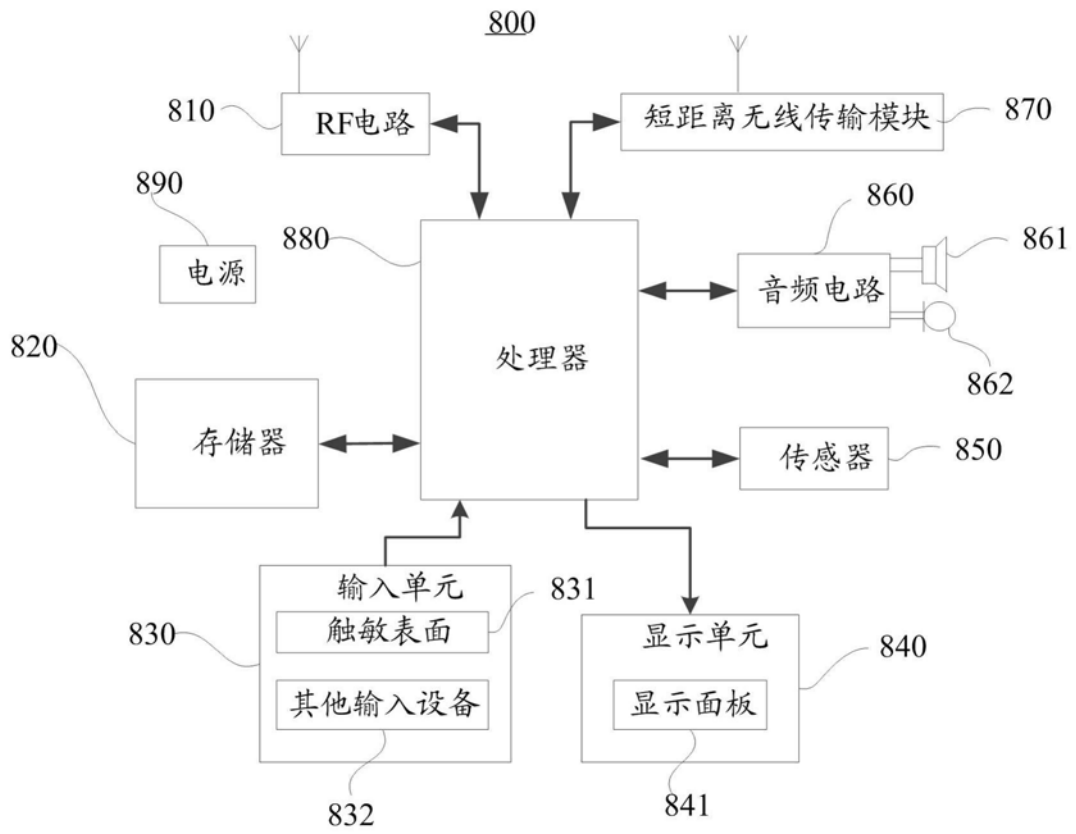 800
810
RF电路
短距离无线传输模块
870
890
电源
880
860
861
音频电路
862
处理器
820
存储器
传感器
850
输入单元
831
830
触敏表面
其他输入设备
832
显示单元
840
显示面板
841